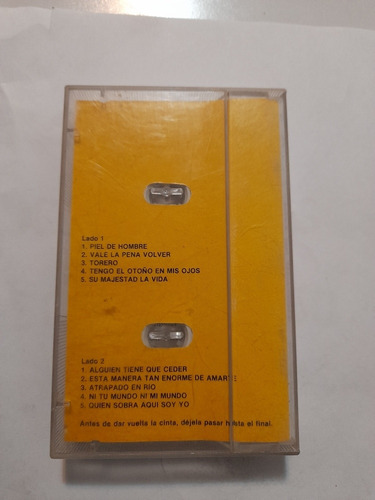 Lado 1
1. PIEL DE HOMBRE
2. VALE LA PENA VOLVER
3. TORERO
4. TENGO EL OTOÑO EN MIS OJOS
5. SU MAJESTAD LA VIDA
Lado 2
1. ALGUIEN TIENE QUE CEDER
2. ESTA MANERA TAN ENORME DE AMARTE
3. ATRAPADO EN RIO
4. NI TU MUNDO NI MI MUNDO
5. QUIEN SOBRA AQUI SOY YO
Antes de dar vuelta la cinta, déjela pasar hasta el final.